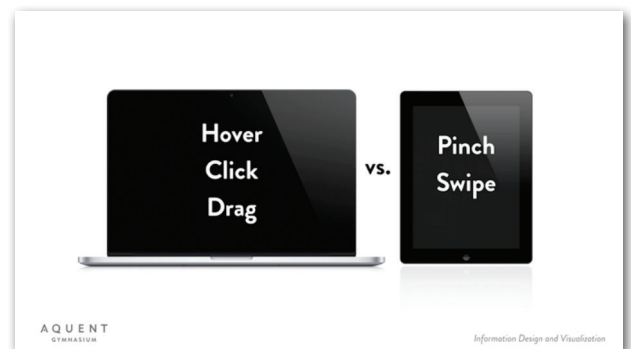 Hover
Click
Drag
vs.
Pinch
Swipe
AQUENT
GYMNASIUM
Information Design and Visualization